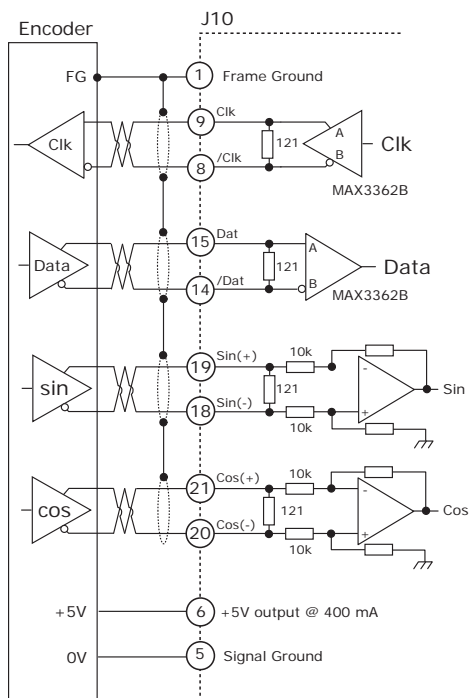 J10
Encoder
FG
1
Frame Ground
9
Clk
Clk
121
A
B
Clk
8
/Clk
MAX3362B
15
Dat
Data
121
A
B
Data
14
/Dat
MAX3362B
19
Sin(+)
10k
sin
121
-
+
Sin
18
Sin(-)
10k
21
Cos(+)
10k
cos
121
-
+
Cos
20
Cos(-)
10k
+5V
6
+5V output @ 400 mA
0V
5
Signal Ground